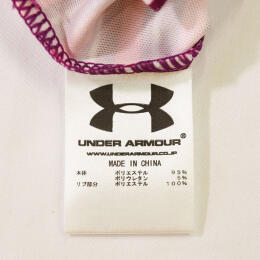 UNDER ARMOUR®
WWW.UNDERARMOUR.CO.JP
MADE IN CHINA
本体 ポリエステル 95%
ポリウレタン 5%
リブ部分 ポリエステル 100%